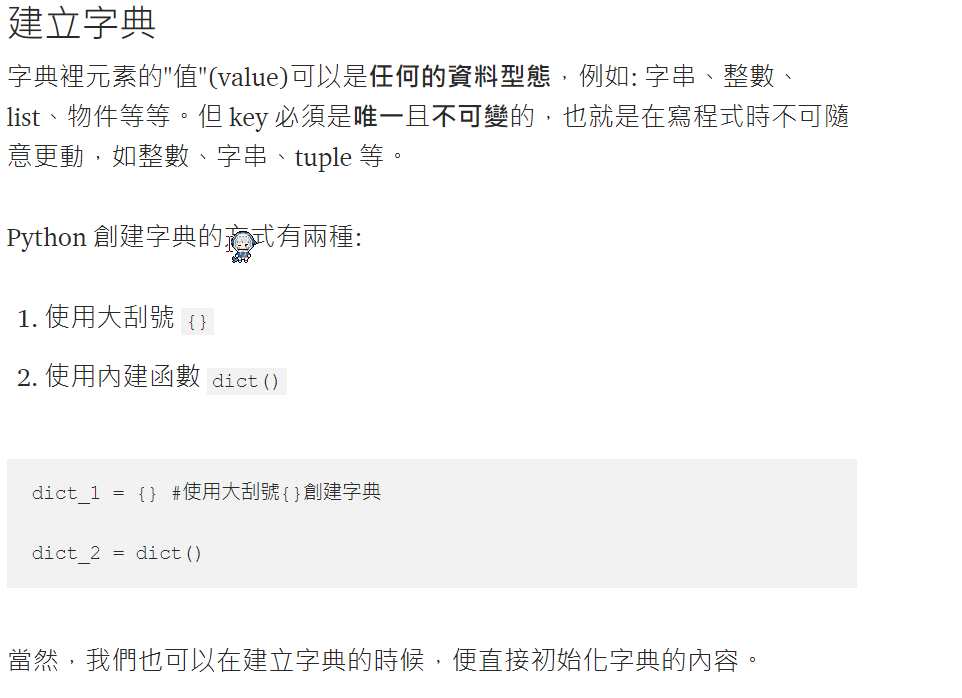 建立字典
字典裡元素的"值"(value)可以是任何的資料型態，例如: 字串、整數、
list、物件等等。但 key 必須是唯一且不可變的，也就是在寫程式時不可隨
意更動，如整數、字串、tuple 等。
Python 創建字典的方式有兩種:
1. 使用大刮號 {}
2. 使用內建函數 dict()
dict_1 = {} #使用大刮號{}創建字典
dict_2 = dict()
當然，我們也可以在建立字典的時候，便直接初始化字典的內容。